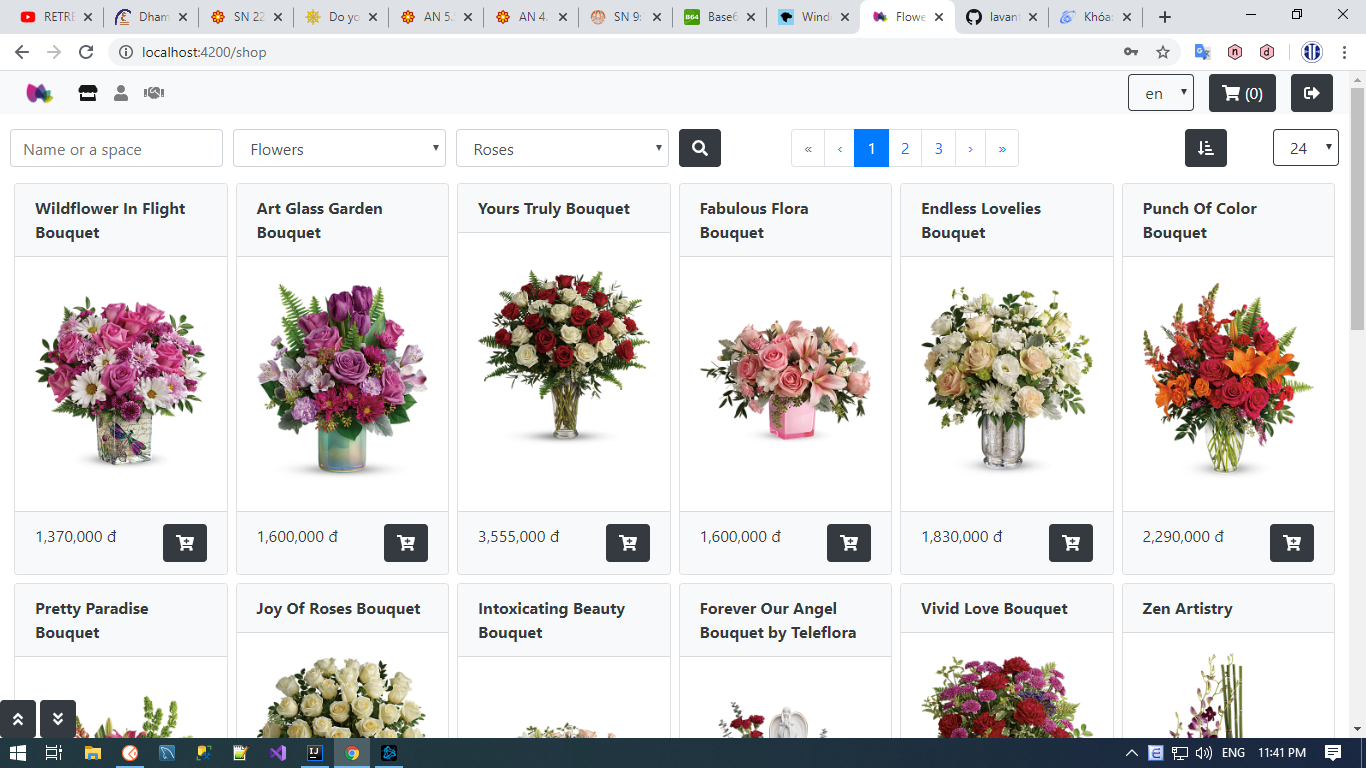 RETRE
Dham
SN 22
Do yo
AN 5.
AN 4.
SN 9
B64 Base6
Wind
Flowe
lavant
Khóa
localhost:4200/shop
en
(0)
Name or a space
Flowers
Roses
« ‹ 1 2 3 › »
24
Wildflower In Flight
Bouquet
Art Glass Garden
Bouquet
Yours Truly Bouquet
Fabulous Flora
Bouquet
Endless Lovelies
Bouquet
Punch Of Color
Bouquet
1,370,000 đ
1,600,000 đ
3,555,000 đ
1,600,000 đ
1,830,000 đ
2,290,000 đ
Pretty Paradise
Bouquet
Joy Of Roses Bouquet
Intoxicating Beauty
Bouquet
Forever Our Angel
Bouquet by Teleflora
Vivid Love Bouquet
Zen Artistry
ENG
11:41 PM